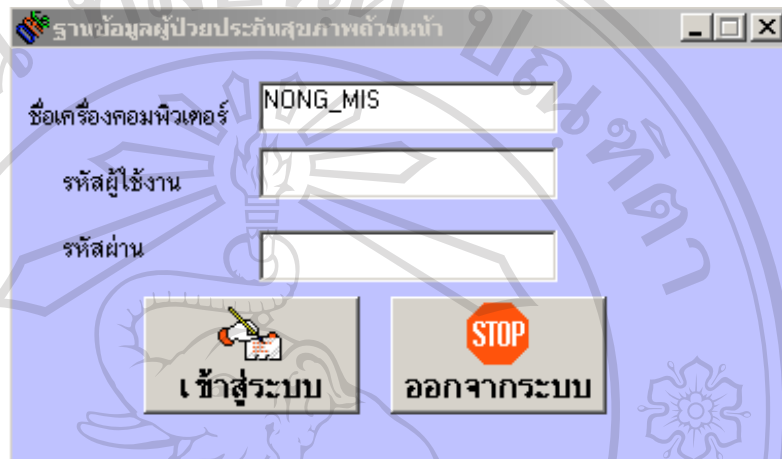 ฐานข้อมูลผู้ป่วยประกันสุขภาพถ้วนหน้า
ชื่อเครื่องคอมพิวเตอร์ NONG_MIS
รหัสผู้ใช้งาน
รหัสผ่าน
STOP
เข้าสู่ระบบ ออกจากระบบ